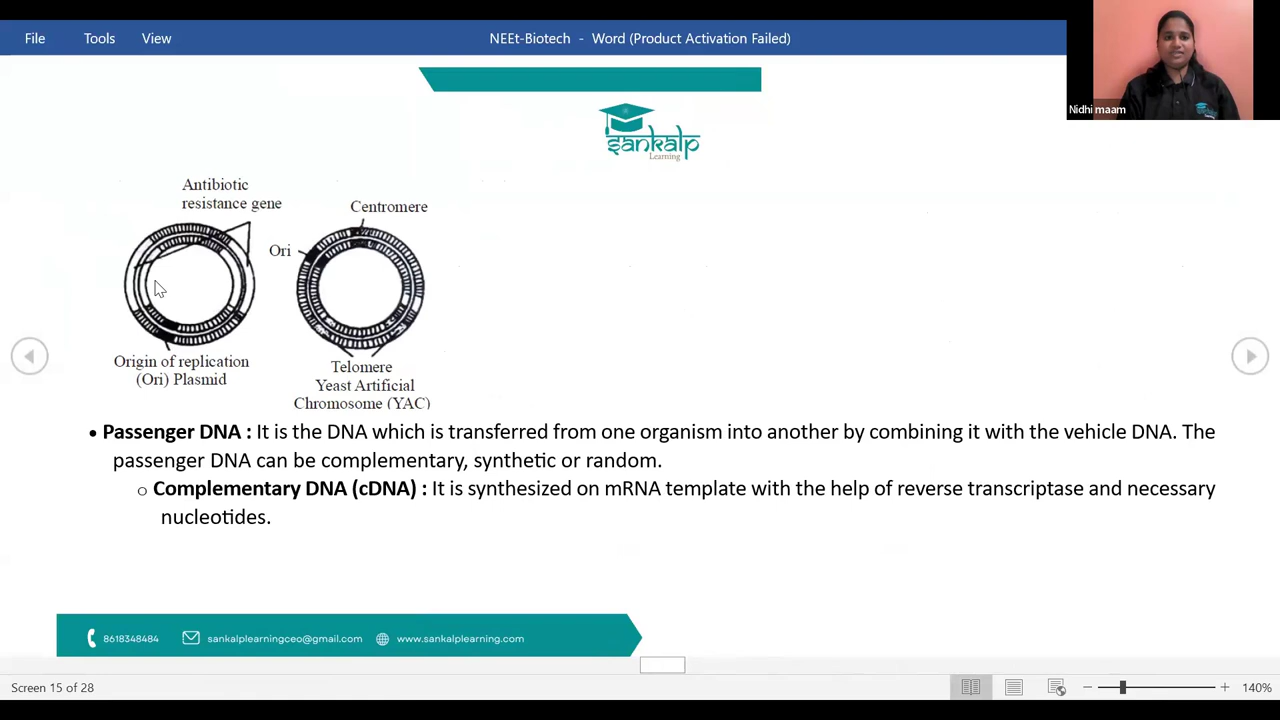 File Tools View NEEt-Biotech - Word (Product Activation Failed)
Nidhi maam
sankalp
Learning
Antibiotic
resistance gene
Centromere
Ori
Origin of replication
(Ori) Plasmid
Telomere
Yeast Artificial
Chromosome (YAC)
• Passenger DNA : It is the DNA which is transferred from one organism into another by combining it with the vehicle DNA. The
passenger DNA can be complementary, synthetic or random.
o Complementary DNA (cDNA) : It is synthesized on mRNA template with the help of reverse transcriptase and necessary
nucleotides.
8618348484 sankalplearningceo@gmail.com www.sankalplearning.com
Screen 15 of 28 140%